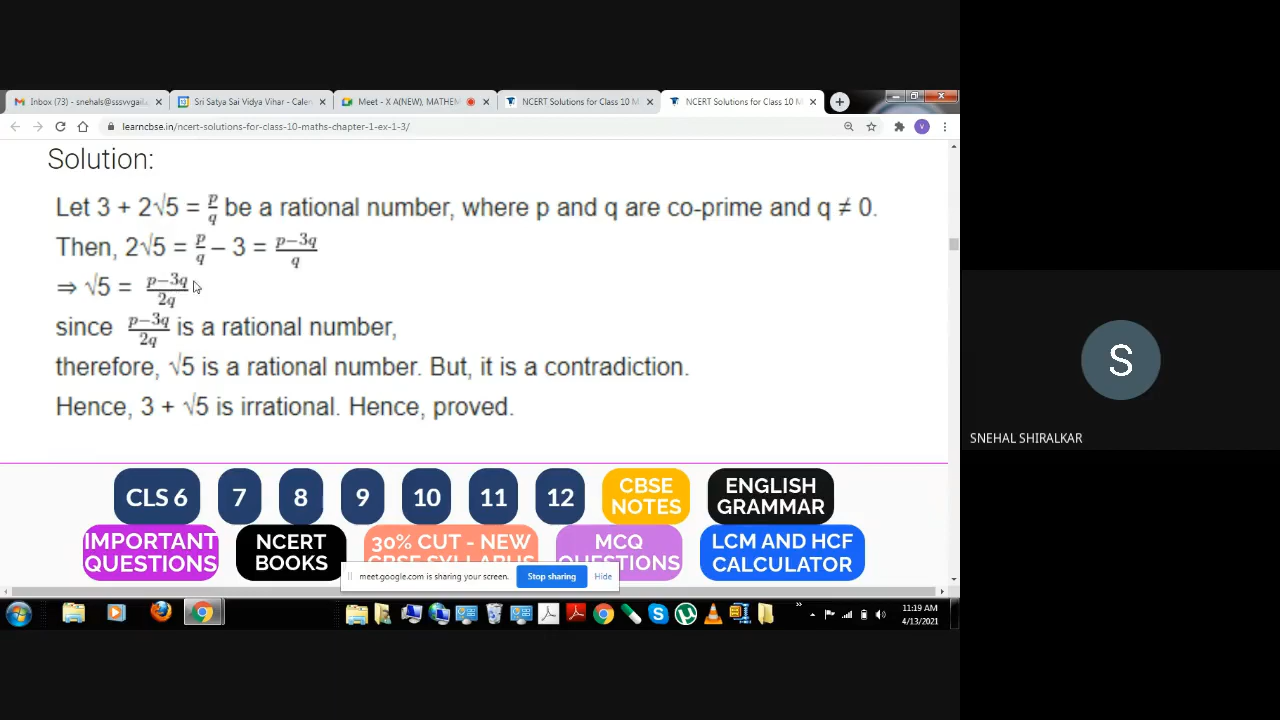 Inbox (73) - snehals@sssvvgail.
Sri Satya Sai Vidya Vihar - Calen
Meet - X A(NEW), MATHEM
NCERT Solutions for Class 10 M
NCERT Solutions for Class 10 M
learncbse.in/ncert-solutions-for-class-10-maths-chapter-1-ex-1-3/
V
Solution:
Let 3 + 2√5 = p/q be a rational number, where p and q are co-prime and q ≠ 0.
Then, 2√5 = p/q – 3 = p−3q/q
⇒ √5 = p−3q/2q
since p−3q/2q is a rational number,
therefore, √5 is a rational number. But, it is a contradiction.
Hence, 3 + √5 is irrational. Hence, proved.
CLS 6
7
8
9
10
11
12
CBSE
NOTES
ENGLISH
GRAMMAR
IMPORTANT
QUESTIONS
NCERT
BOOKS
30% CUT - NEW
CBSE SYLLABUS
MCQ
QUESTIONS
LCM AND HCF
CALCULATOR
meet.google.com is sharing your screen.
Stop sharing
Hide
11:19 AM
4/13/2021
S
SNEHAL SHIRALKAR